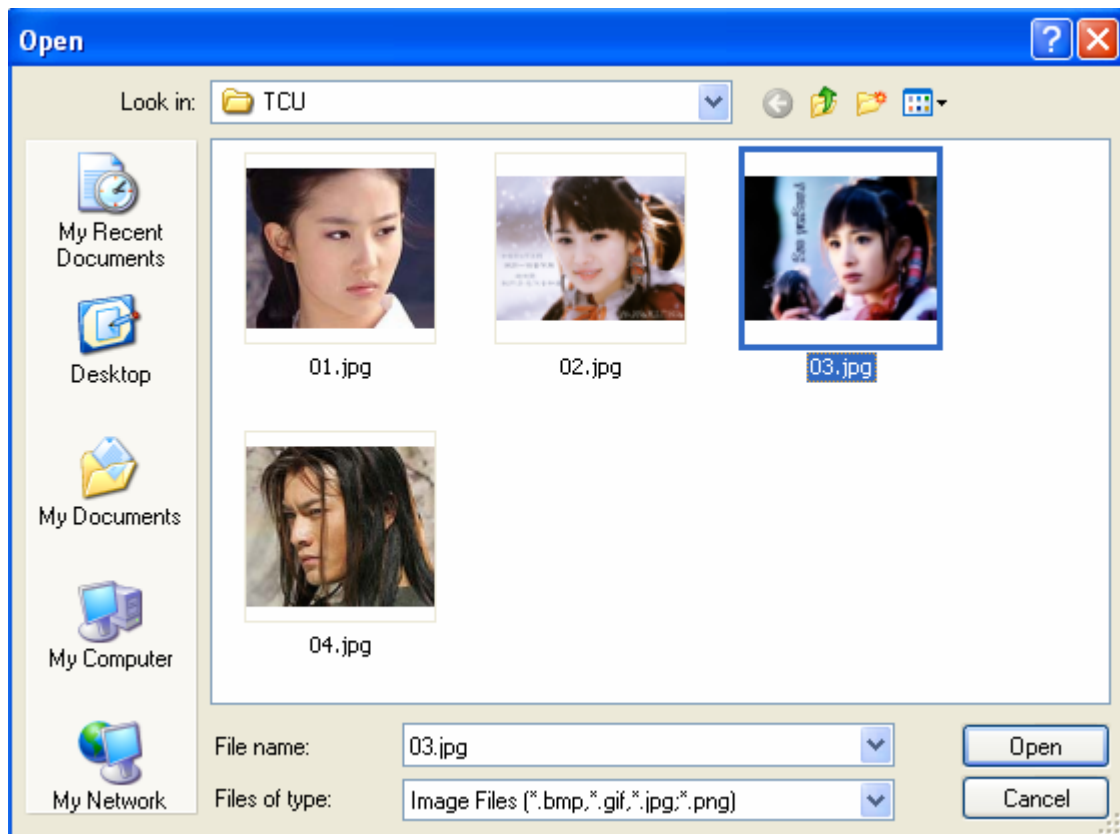 Open
Look in:
TCU
My Recent
Documents
Desktop
My Documents
My Computer
My Network
01.jpg
02.jpg
03.jpg
04.jpg
File name:
03.jpg
Open
Files of type:
Image Files (*.bmp,*.gif,*.jpg;*.png)
Cancel